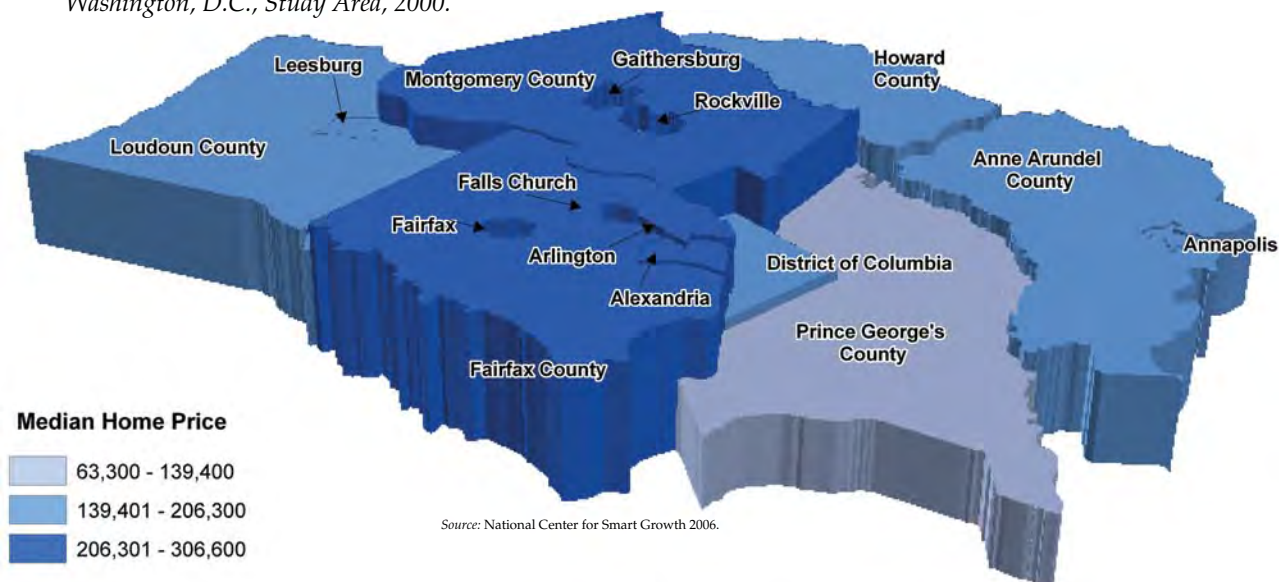 Washington, D.C., Study Area, 2000.
Gaithersburg
Howard
County
Leesburg
Montgomery County
Rockville
Loudoun County
Anne Arundel
County
Falls Church
Fairfax
Annapolis
Arlington
District of Columbia
Alexandria
Prince George's
County
Fairfax County
Median Home Price
63,300 - 139,400
139,401 - 206,300
206,301 - 306,600
Source: National Center for Smart Growth 2006.